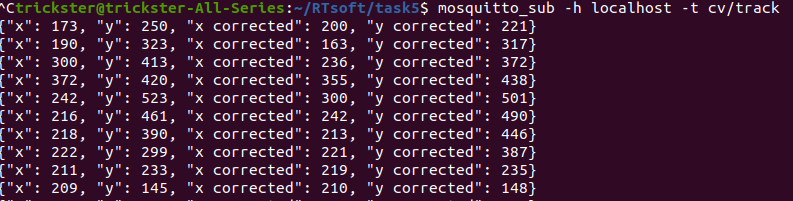 ^Ctrickster@trickster-All-Series:~/RTsoft/task5$ mosquitto_sub -h localhost -t cv/track
{"x": 173, "y": 250, "x corrected": 200, "y corrected": 221}
{"x": 190, "y": 323, "x corrected": 163, "y corrected": 317}
{"x": 300, "y": 413, "x corrected": 236, "y corrected": 372}
{"x": 372, "y": 420, "x corrected": 355, "y corrected": 438}
{"x": 242, "y": 523, "x corrected": 300, "y corrected": 501}
{"x": 216, "y": 461, "x corrected": 242, "y corrected": 490}
{"x": 218, "y": 390, "x corrected": 213, "y corrected": 446}
{"x": 222, "y": 299, "x corrected": 221, "y corrected": 387}
{"x": 211, "y": 233, "x corrected": 219, "y corrected": 235}
{"x": 209, "y": 145, "x corrected": 210, "y corrected": 148}